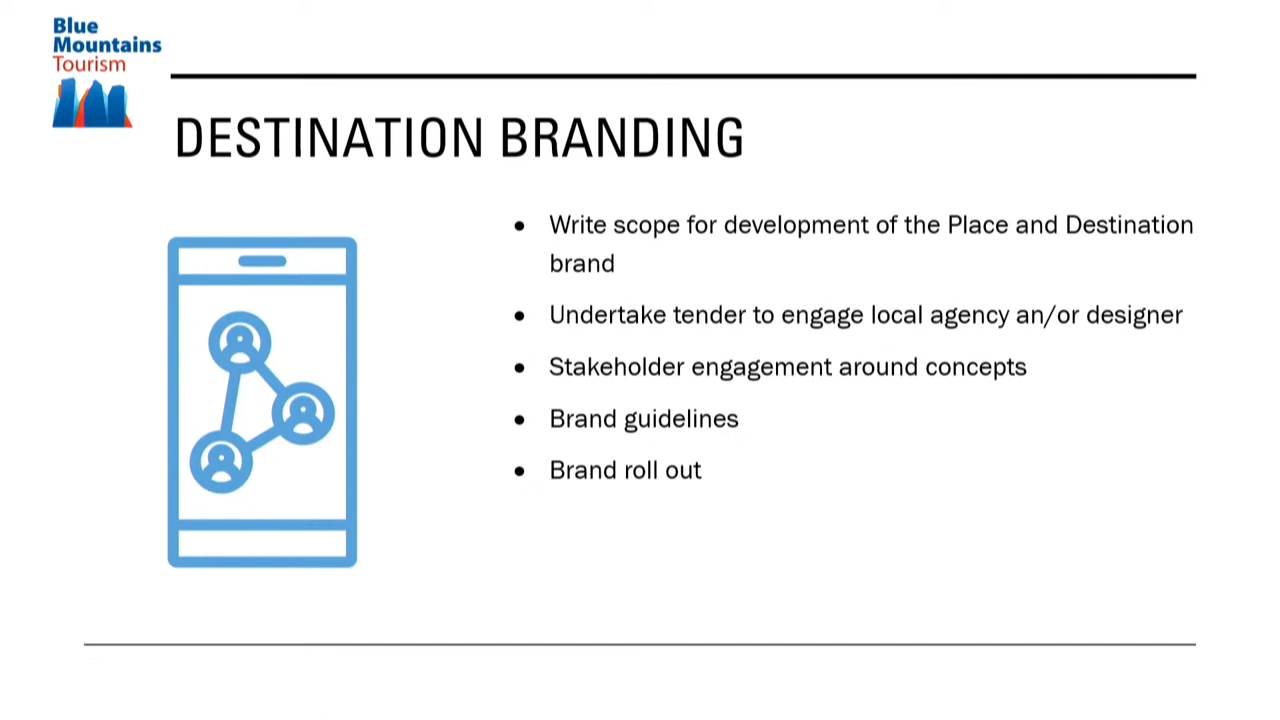 Blue
Mountains
Tourism
DESTINATION BRANDING
• Write scope for development of the Place and Destination
brand
• Undertake tender to engage local agency an/or designer
• Stakeholder engagement around concepts
• Brand guidelines
• Brand roll out